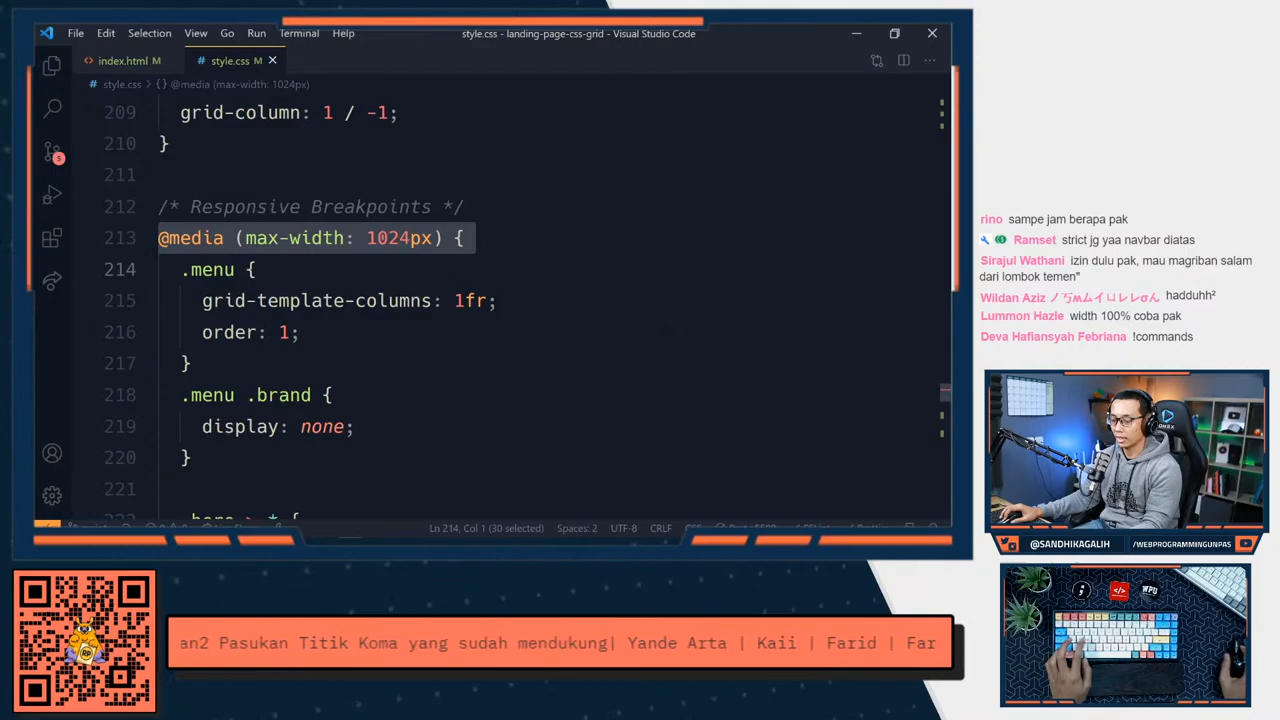 File Edit Selection View Go Run Terminal Help
style.css - landing-page-css-grid - Visual Studio Code
<> index.html M
# style.css M
# style.css > {} @media (max-width: 1024px)
209 grid-column: 1 / -1;
210 }
211
212 /* Responsive Breakpoints */
213 @media (max-width: 1024px) {
214 .menu {
215 grid-template-columns: 1fr;
216 order: 1;
217 }
218 .menu .brand {
219 display: none;
220 }
221
5
Ln 214, Col 1 (30 selected) Spaces: 2 UTF-8 CRLF
rino sampe jam berapa pak
Ramset strict jg yaa navbar diatas
Sirajul Wathani izin dulu pak, mau magriban salam
dari lombok temen"
Wildan Aziz hadduhh²
Lummon Hazle width 100% coba pak
Deva Hafiansyah Febriana !commands
@SANDHIKAGALIH
/WEBPROGRAMMINGUNPAS
WPU
RP
an2 Pasukan Titik Koma yang sudah mendukung| Yande Arta | Kaii | Farid | Far